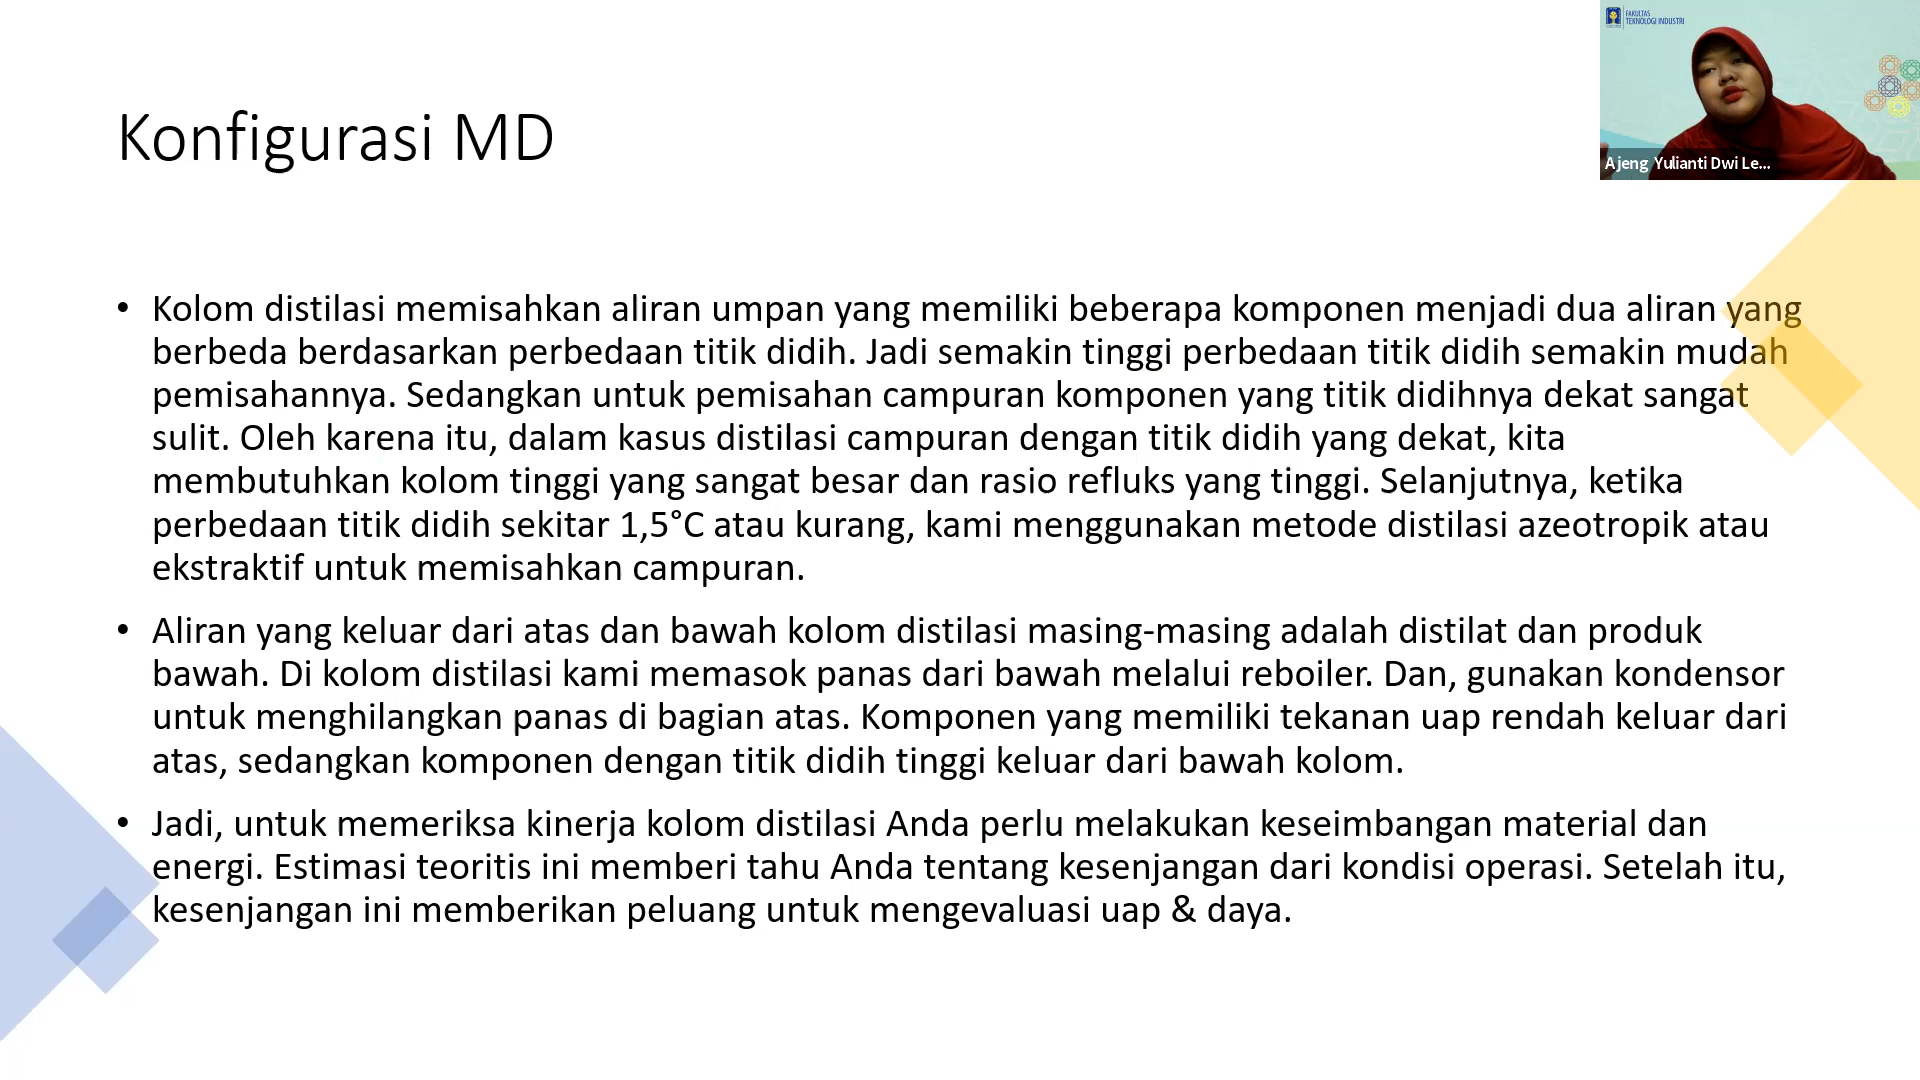 FAKULTAS
TEKNOLOGI INDUSTRI
Ajeng Yulianti Dwi Le...
Konfigurasi MD
• Kolom distilasi memisahkan aliran umpan yang memiliki beberapa komponen menjadi dua aliran yang
berbeda berdasarkan perbedaan titik didih. Jadi semakin tinggi perbedaan titik didih semakin mudah
pemisahannya. Sedangkan untuk pemisahan campuran komponen yang titik didihnya dekat sangat
sulit. Oleh karena itu, dalam kasus distilasi campuran dengan titik didih yang dekat, kita
membutuhkan kolom tinggi yang sangat besar dan rasio refluks yang tinggi. Selanjutnya, ketika
perbedaan titik didih sekitar 1,5°C atau kurang, kami menggunakan metode distilasi azeotropik atau
ekstraktif untuk memisahkan campuran.
• Aliran yang keluar dari atas dan bawah kolom distilasi masing-masing adalah distilat dan produk
bawah. Di kolom distilasi kami memasok panas dari bawah melalui reboiler. Dan, gunakan kondensor
untuk menghilangkan panas di bagian atas. Komponen yang memiliki tekanan uap rendah keluar dari
atas, sedangkan komponen dengan titik didih tinggi keluar dari bawah kolom.
• Jadi, untuk memeriksa kinerja kolom distilasi Anda perlu melakukan keseimbangan material dan
energi. Estimasi teoritis ini memberi tahu Anda tentang kesenjangan dari kondisi operasi. Setelah itu,
kesenjangan ini memberikan peluang untuk mengevaluasi uap & daya.